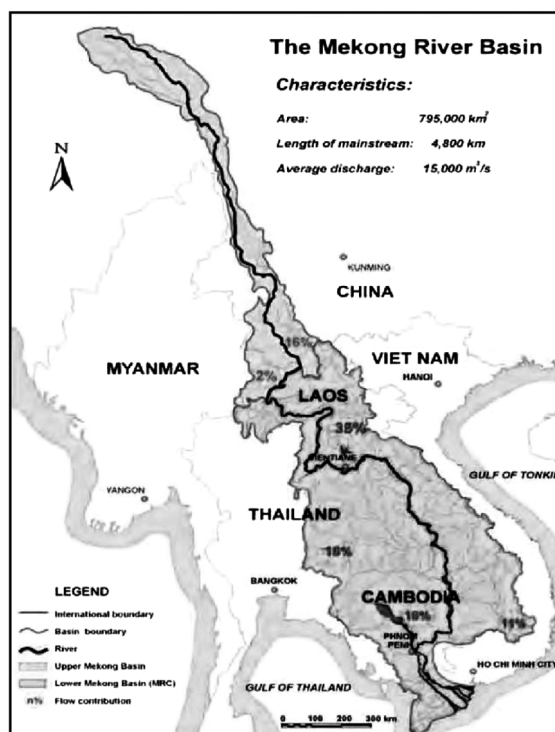 The Mekong River Basin
Characteristics:
Area: 795,000 km²
Length of mainstream: 4,800 km
Average discharge: 15,000 m³/s
N
KUNMING
CHINA
16%
MYANMAR
VIET NAM
2%
HANOI
LAOS
35%
VIENTIANE
GULF OF TONKIN
YANGON
THAILAND
18%
BANGKOK
CAMBODIA
LEGEND
International boundary
Basin boundary
River
Upper Mekong Basin
Lower Mekong Basin (MRC)
n% Flow contribution
11%
PHNOM
PENH
HO CHI MINH CITY
GULF OF THAILAND
0 100 200 300 km